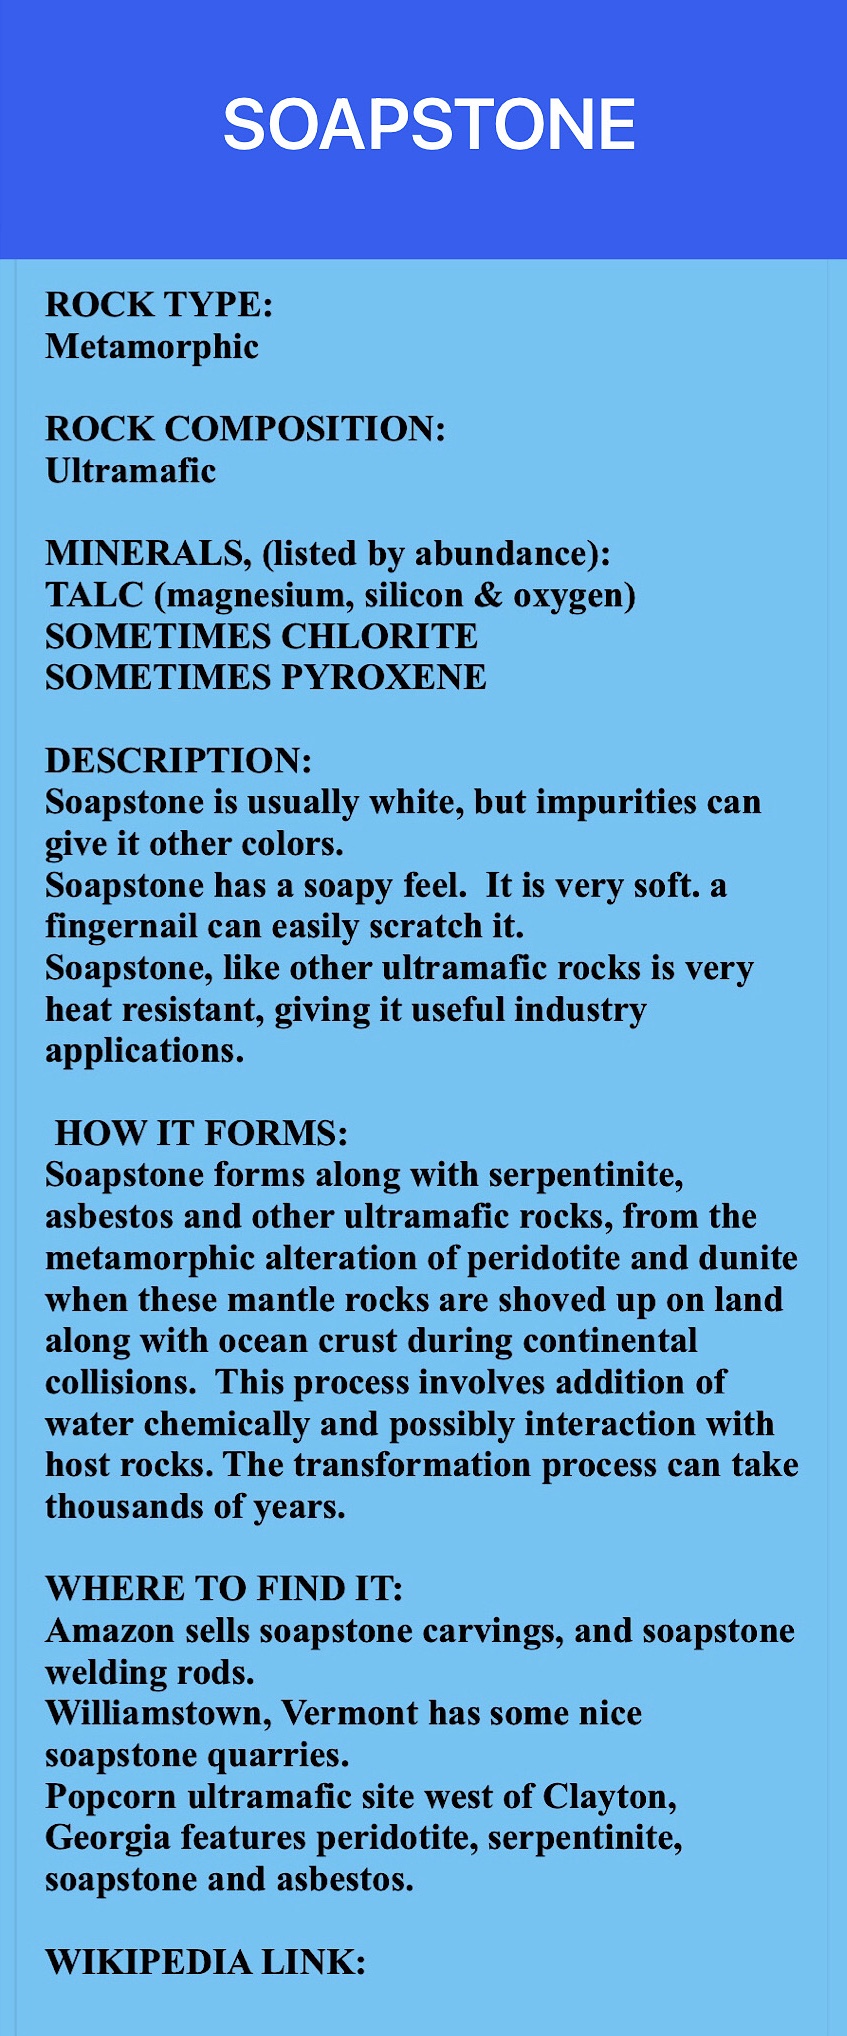 SOAPSTONE
ROCK TYPE:
Metamorphic
ROCK COMPOSITION:
Ultramafic
MINERALS, (listed by abundance):
TALC (magnesium, silicon & oxygen)
SOMETIMES CHLORITE
SOMETIMES PYROXENE
DESCRIPTION:
Soapstone is usually white, but impurities can
give it other colors.
Soapstone has a soapy feel.  It is very soft. a
fingernail can easily scratch it.
Soapstone, like other ultramafic rocks is very
heat resistant, giving it useful industry
applications.
HOW IT FORMS:
Soapstone forms along with serpentinite,
asbestos and other ultramafic rocks, from the
metamorphic alteration of peridotite and dunite
when these mantle rocks are shoved up on land
along with ocean crust during continental
collisions.  This process involves addition of
water chemically and possibly interaction with
host rocks. The transformation process can take
thousands of years.
WHERE TO FIND IT:
Amazon sells soapstone carvings, and soapstone
welding rods.
Williamstown, Vermont has some nice
soapstone quarries.
Popcorn ultramafic site west of Clayton,
Georgia features peridotite, serpentinite,
soapstone and asbestos.
WIKIPEDIA LINK: